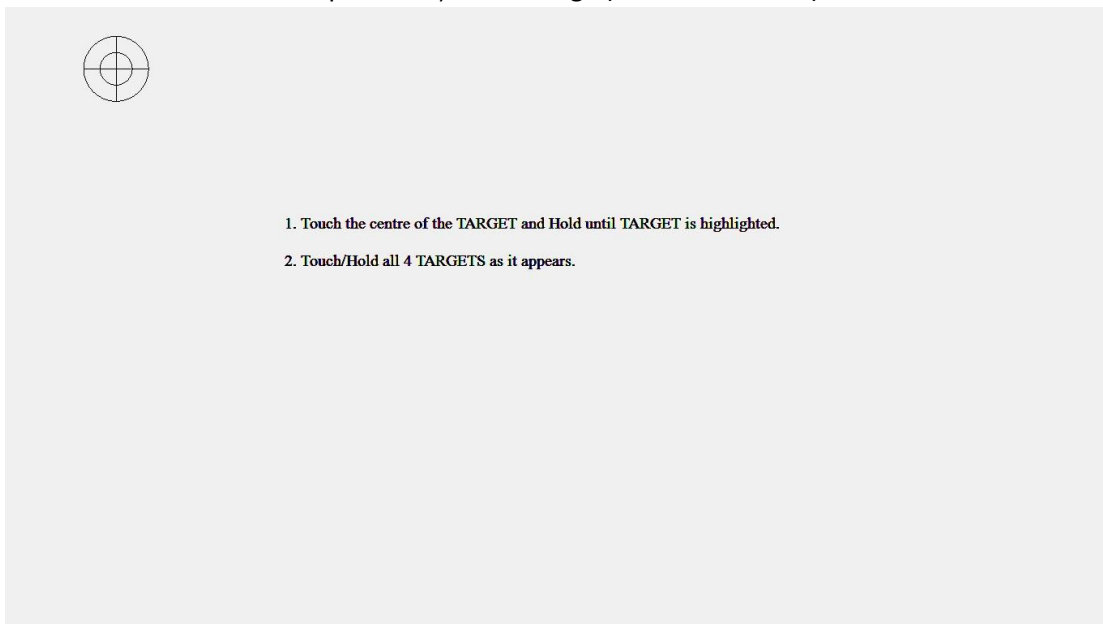 1. Touch the centre of the TARGET and Hold until TARGET is highlighted.
2. Touch/Hold all 4 TARGETS as it appears.